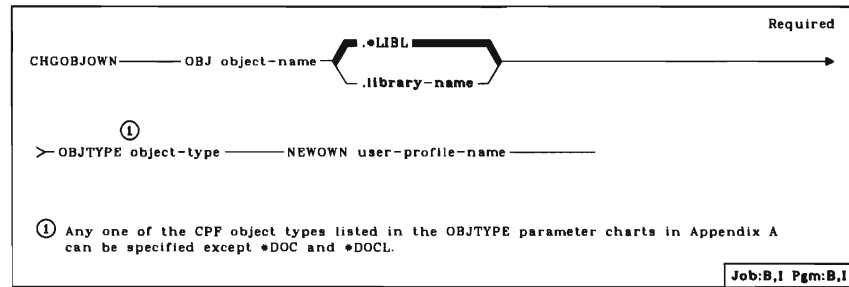 Required
.*LIBL
CHGOBJOWN OBJ object-name
.library-name
①
OBJTYPE object-type NEWOWN user-profile-name
① Any one of the CPF object types listed in the OBJTYPE parameter charts in Appendix A
can be specified except *DOC and *DOCL.
Job:B,I Pgm:B,I